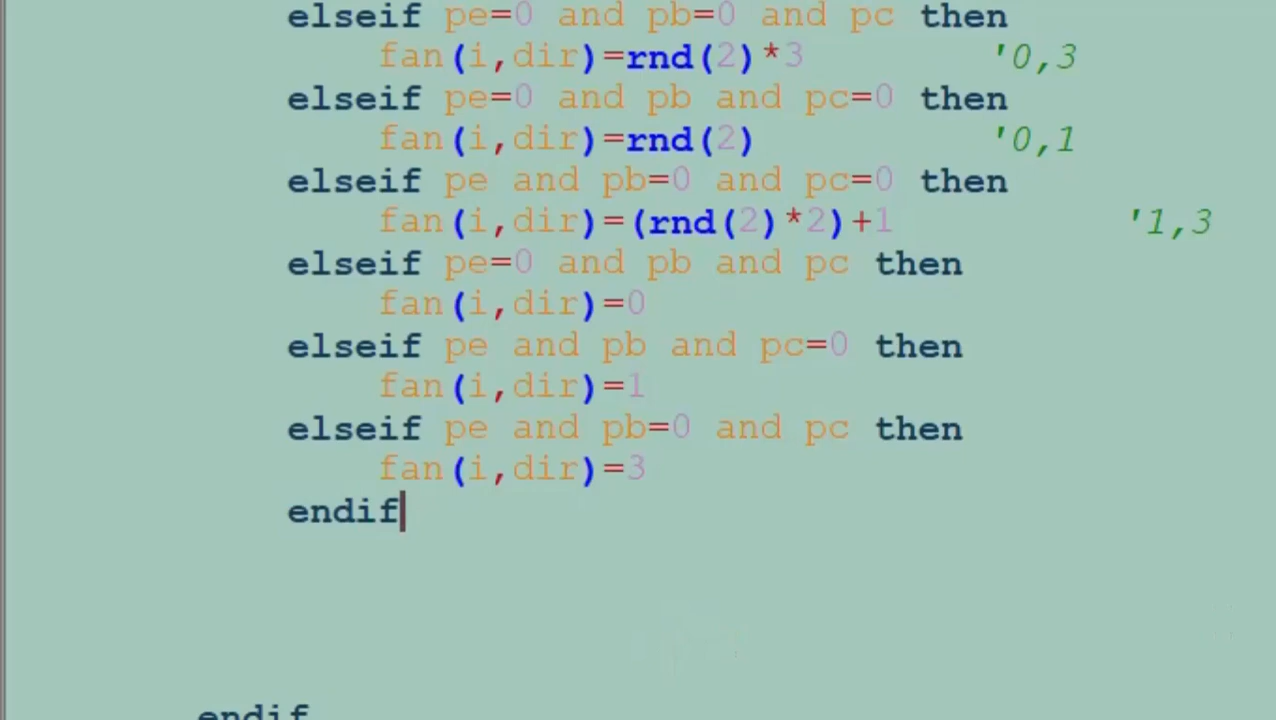 elseif pe=0 and pb=0 and pc then
fan(i,dir)=rnd(2)*3 '0,3
elseif pe=0 and pb and pc=0 then
fan(i,dir)=rnd(2) '0,1
elseif pe and pb=0 and pc=0 then
fan(i,dir)=(rnd(2)*2)+1 '1,3
elseif pe=0 and pb and pc then
fan(i,dir)=0
elseif pe and pb and pc=0 then
fan(i,dir)=1
elseif pe and pb=0 and pc then
fan(i,dir)=3
endif
endif